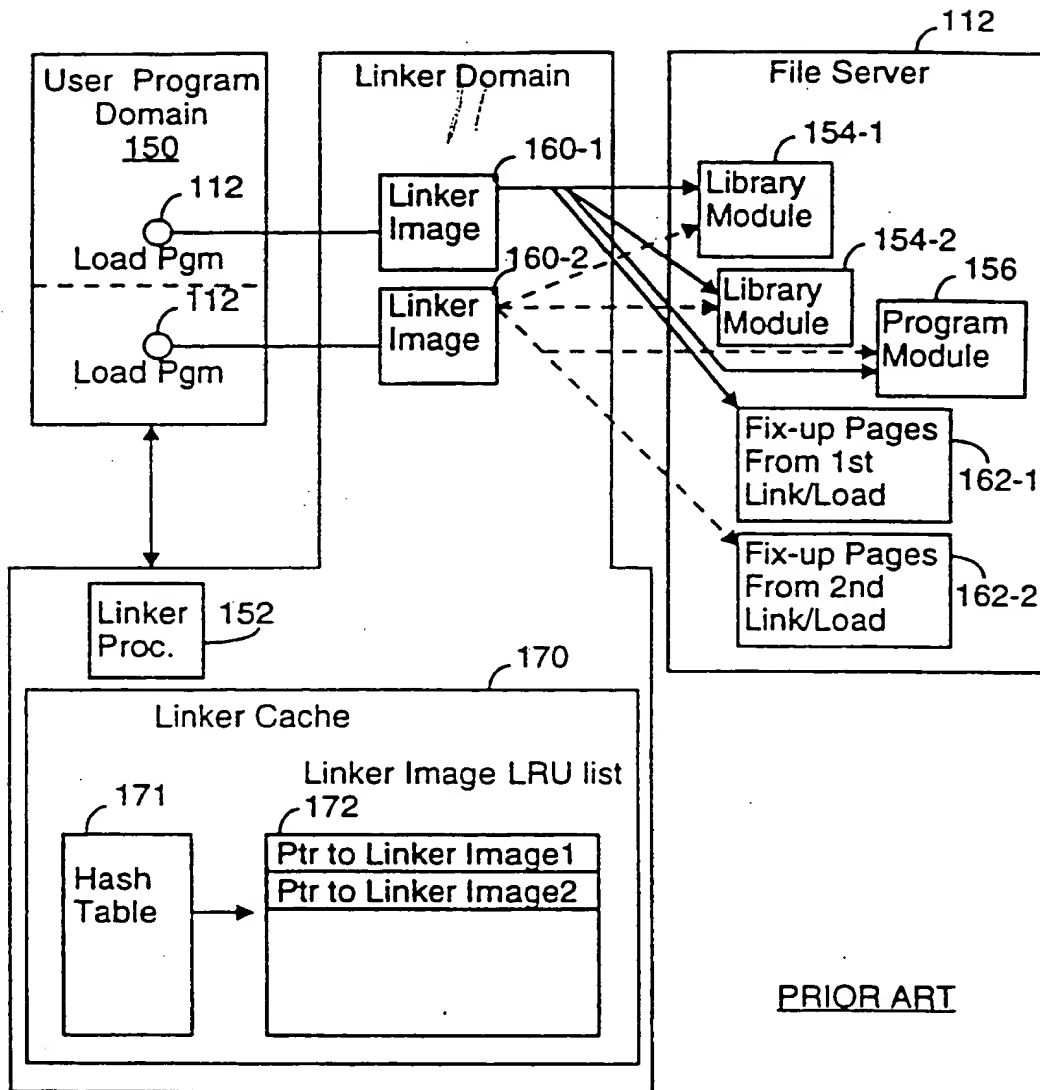 User Program
Domain
150
112
Load Pgm
112
Load Pgm
Linker Domain
160-1
Linker
Image
160-2
Linker
Image
112
File Server
154-1
Library
Module
154-2
Library
Module
156
Program
Module
Fix-up Pages
From 1st
Link/Load
162-1
Fix-up Pages
From 2nd
Link/Load
162-2
Linker
Proc.
152
170
Linker Cache
Linker Image LRU list
171
172
Hash
Table
Ptr to Linker Image1
Ptr to Linker Image2
PRIOR ART